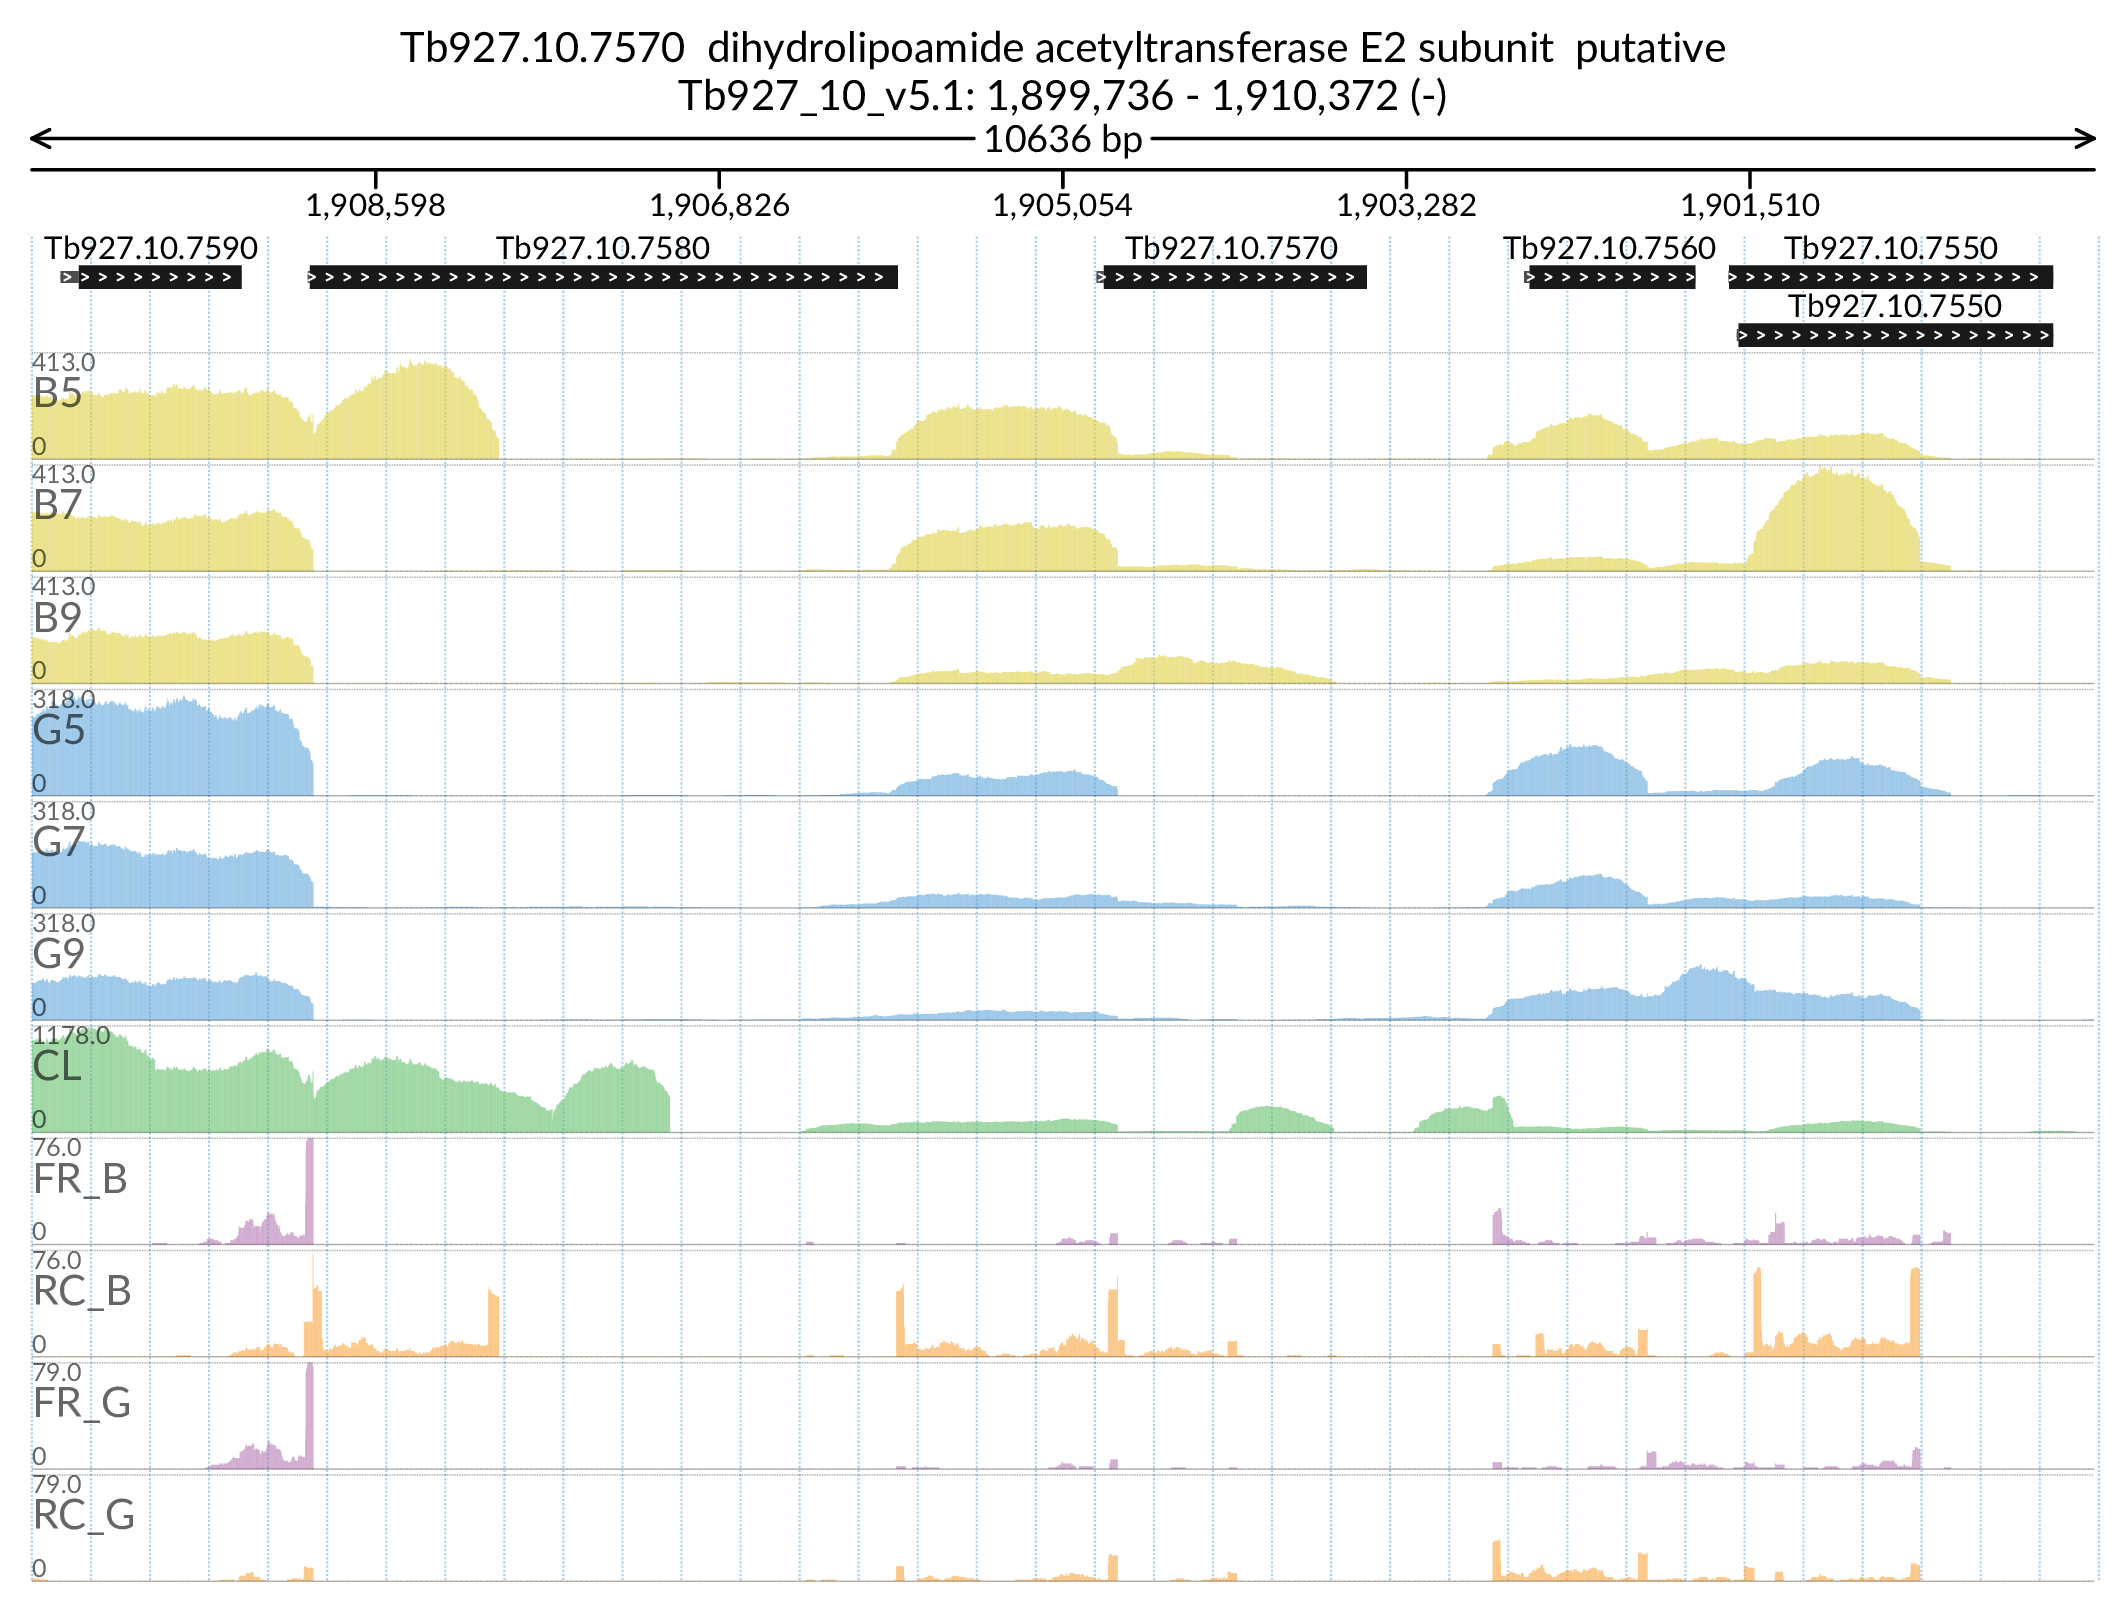 Tb927.10.7570  dihydrolipoamide acetyltransferase E2 subunit  putative
Tb927_10_v5.1: 1,899,736 - 1,910,372 (-)
10636 bp
1,908,598 1,906,826 1,905,054 1,903,282 1,901,510
Tb927.10.7590 Tb927.10.7580 Tb927.10.7570 Tb927.10.7560 Tb927.10.7550
Tb927.10.7550
413.0
B5
0
413.0
B7
0
413.0
B9
0
318.0
G5
0
318.0
G7
0
318.0
G9
0
1178.0
CL
0
76.0
FR_B
0
76.0
RC_B
0
79.0
FR_G
0
79.0
RC_G
0